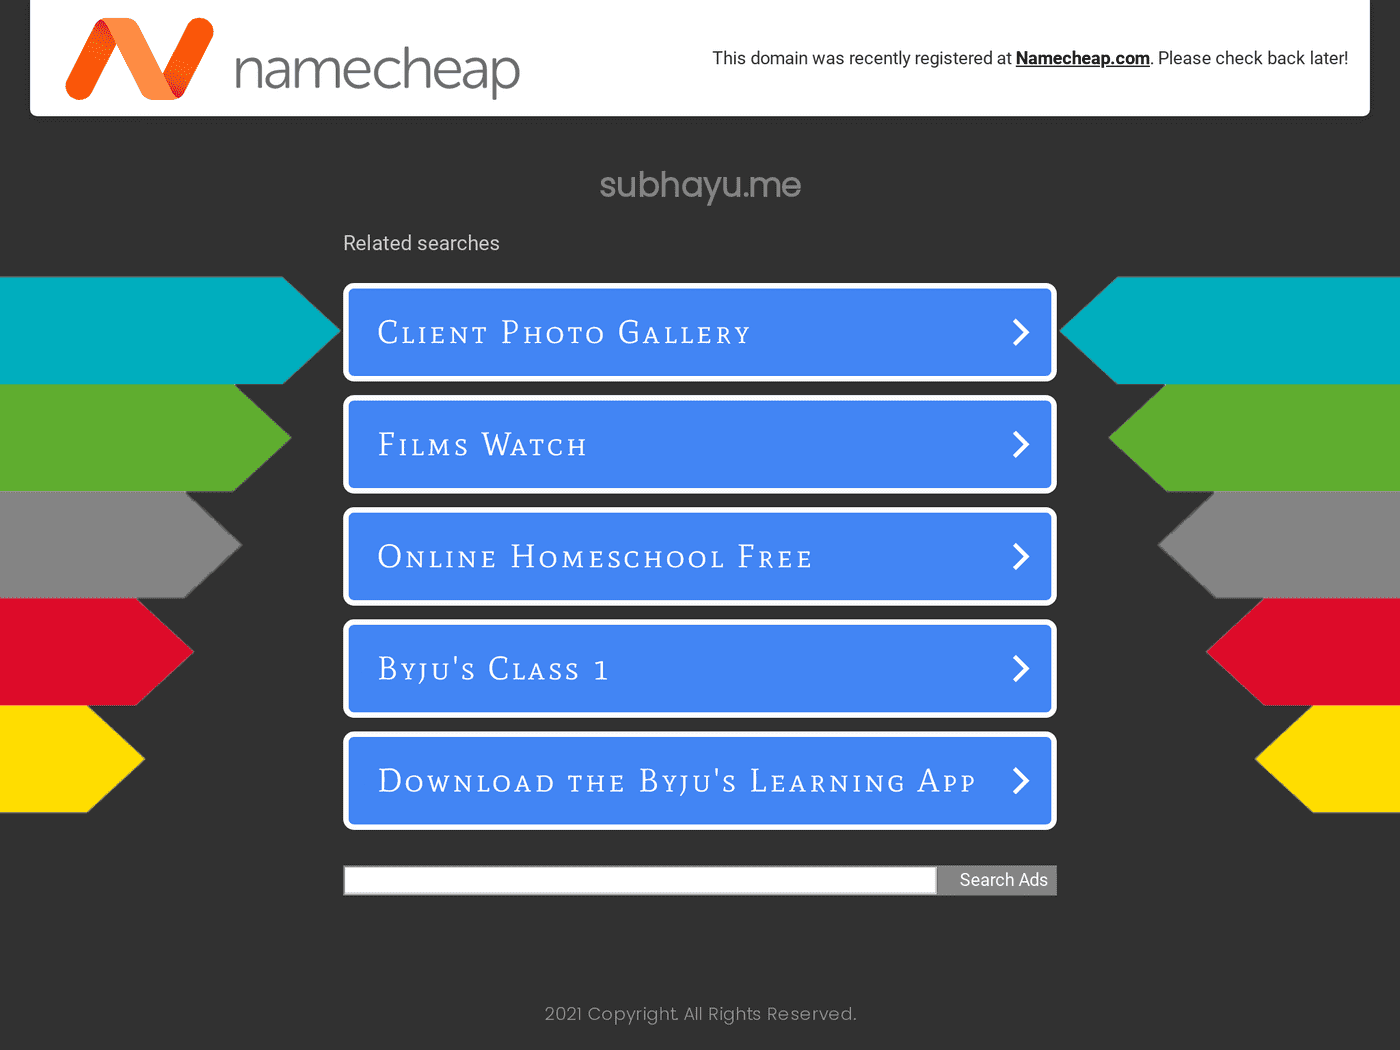 namecheap
This domain was recently registered at Namecheap.com. Please check back later!
subhayu.me
Related searches
Client Photo Gallery
Films Watch
Online Homeschool Free
Byju's Class 1
Download the Byju's Learning App
Search Ads
2021 Copyright. All Rights Reserved.